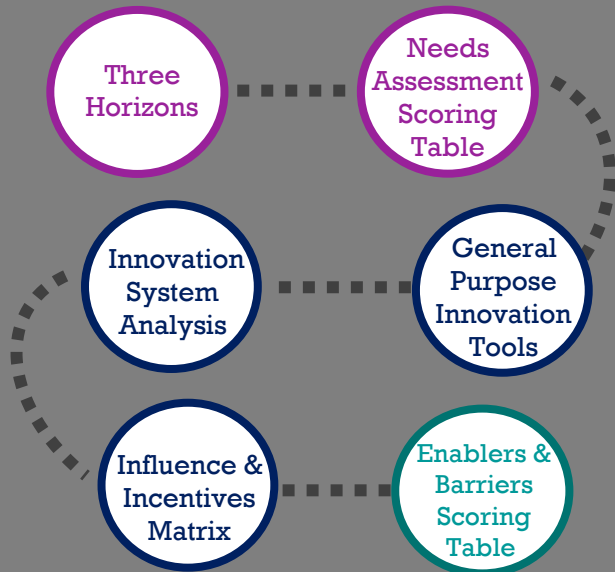 Three
Horizons
Needs
Assessment
Scoring
Table
General
Purpose
Innovation
Tools
Innovation
System
Analysis
Influence &
Incentives
Matrix
Enablers &
Barriers
Scoring
Table